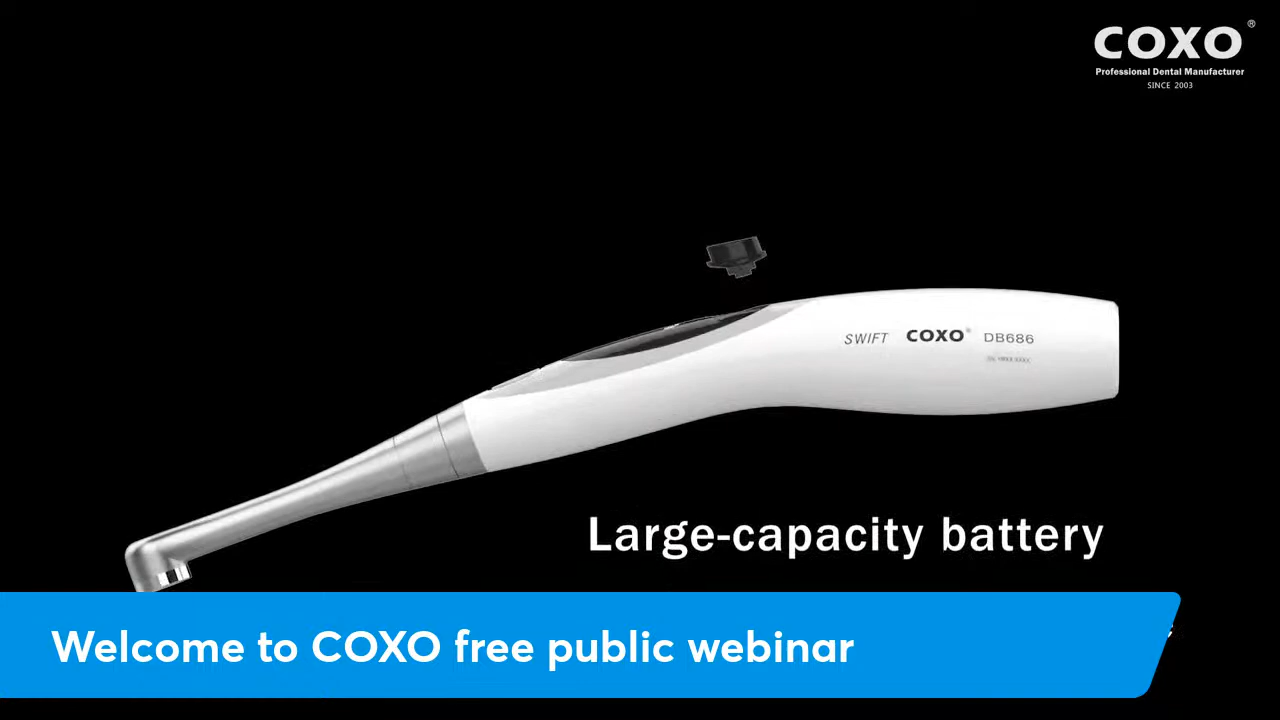 COXO®
Professional Dental Manufacturer
SINCE 2003
SWIFT COXO® DB686
Large-capacity battery
Welcome to COXO free public webinar